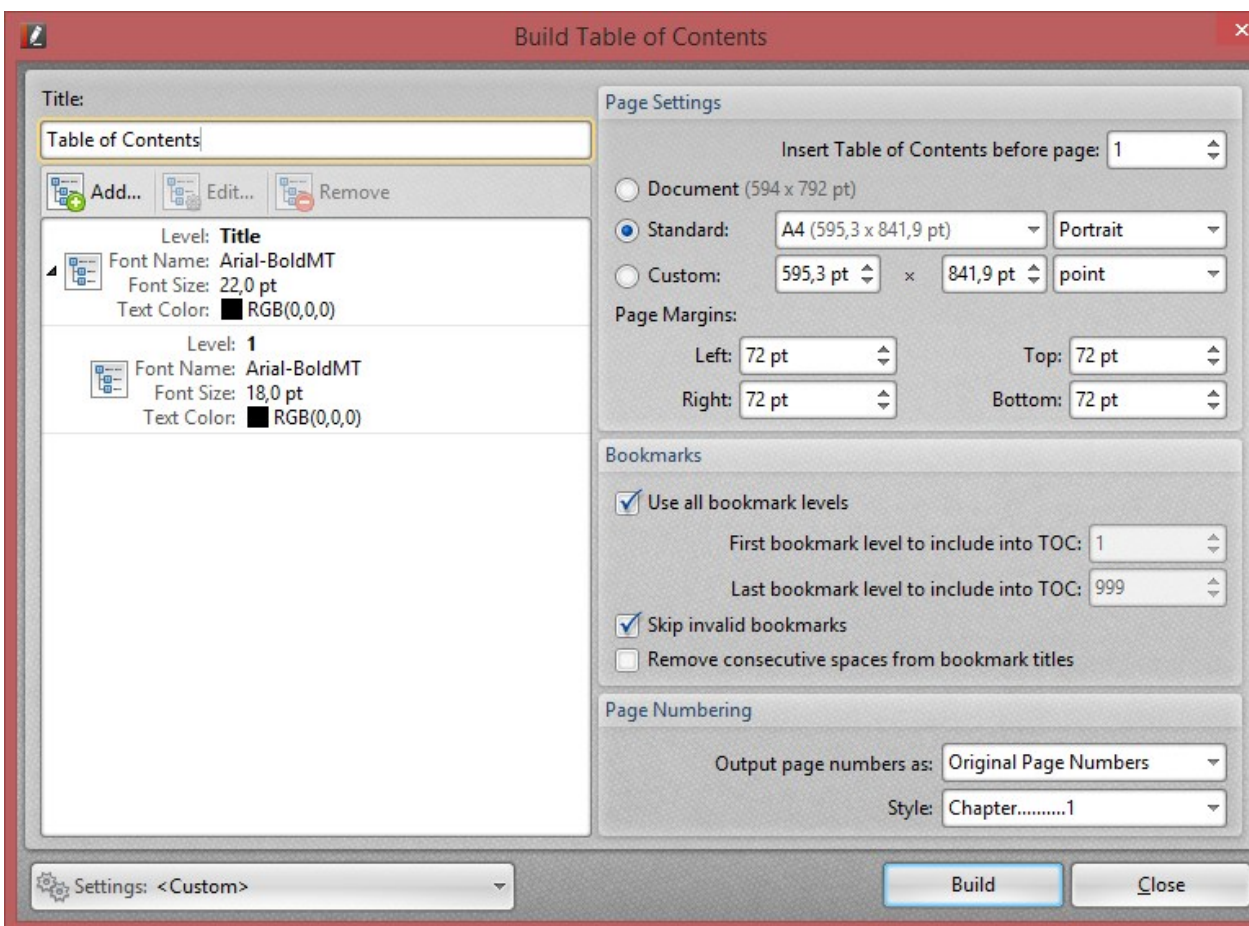 Build Table of Contents
Title:
Table of Contents
Add... Edit... Remove
Level: Title
Font Name: Arial-BoldMT
Font Size: 22,0 pt
Text Color: RGB(0,0,0)
Level: 1
Font Name: Arial-BoldMT
Font Size: 18,0 pt
Text Color: RGB(0,0,0)
Page Settings
Insert Table of Contents before page: 1
Document (594 x 792 pt)
Standard: A4 (595,3 x 841,9 pt) Portrait
Custom: 595,3 pt × 841,9 pt point
Page Margins:
Left: 72 pt Top: 72 pt
Right: 72 pt Bottom: 72 pt
Bookmarks
Use all bookmark levels
First bookmark level to include into TOC: 1
Last bookmark level to include into TOC: 999
Skip invalid bookmarks
Remove consecutive spaces from bookmark titles
Page Numbering
Output page numbers as: Original Page Numbers
Style: Chapter..........1
Settings: <Custom> Build Close